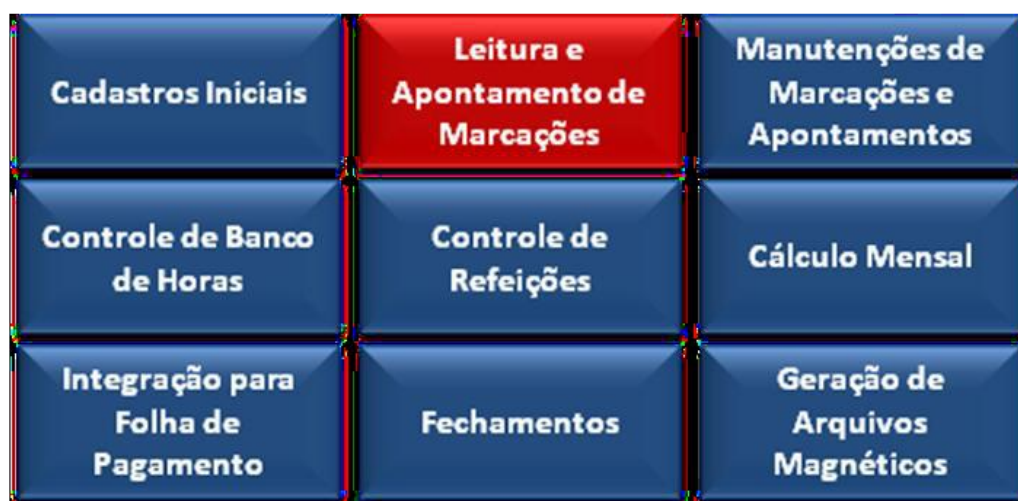 Cadastros Iniciais
Leitura e
Apontamento de
Marcações
Manutenções de
Marcações e
Apontamentos
Controle de Banco
de Horas
Controle de
Refeições
Cálculo Mensal
Integração para
Folha de
Pagamento
Fechamentos
Geração de
Arquivos
Magnéticos